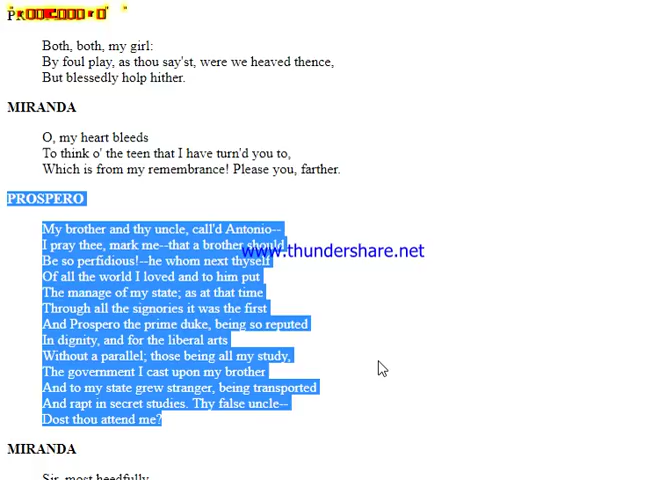 Both, both, my girl:
By foul play, as thou say'st, were we heaved thence,
But blessedly holp hither.
MIRANDA
O, my heart bleeds
To think o' the teen that I have turn'd you to,
Which is from my remembrance! Please you, farther.
PROSPERO
My brother and thy uncle, call'd Antonio--
I pray thee, mark me--that a brother should
www.thundershare.net
Be so perfidious!--he whom next thyself
Of all the world I loved and to him put
The manage of my state; as at that time
Through all the signories it was the first
And Prospero the prime duke, being so reputed
In dignity, and for the liberal arts
Without a parallel; those being all my study,
The government I cast upon my brother
And to my state grew stranger, being transported
And rapt in secret studies. Thy false uncle--
Dost thou attend me?
MIRANDA
Sir, most heedfully.